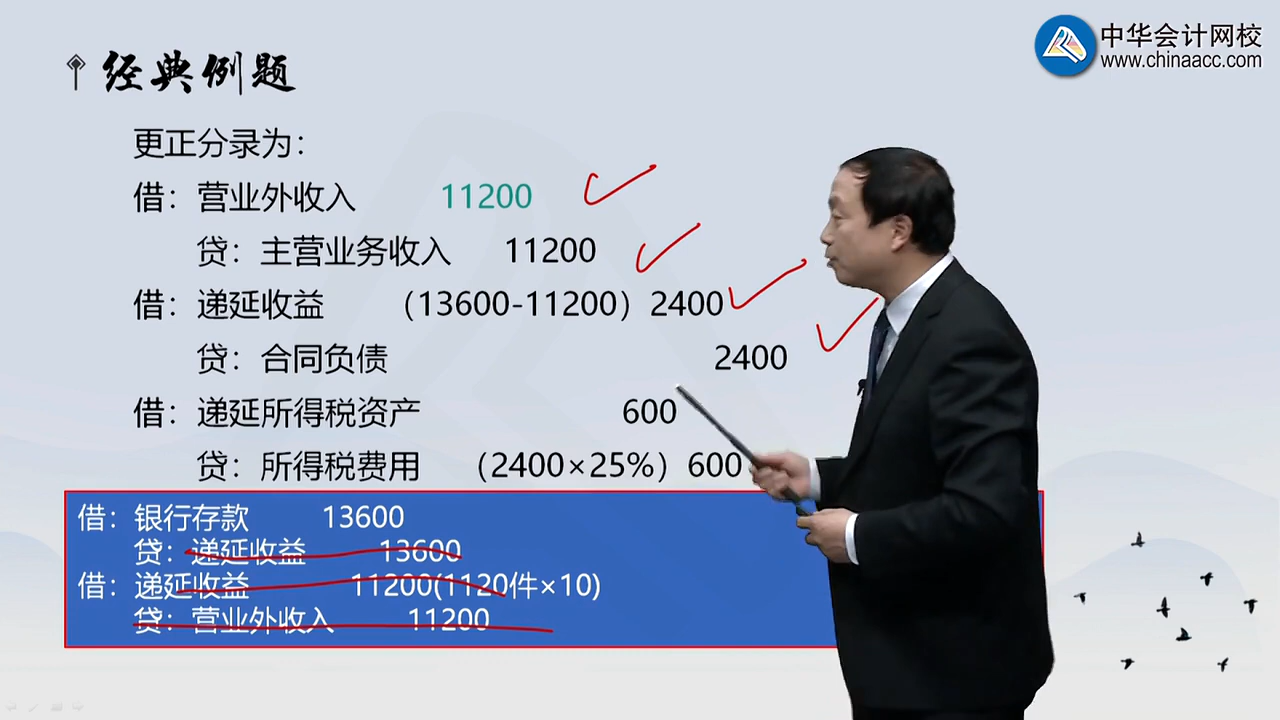 中华会计网校
www.chinaacc.com
经典例题
更正分录为：
借：营业外收入 11200
贷：主营业务收入 11200
借：递延收益 （13600-11200）2400
贷：合同负债 2400
借：递延所得税资产 600
贷：所得税费用 （2400×25%）600
借：银行存款 13600
贷：递延收益 13600
借：递延收益 11200(1120件×10)
贷：营业外收入 11200